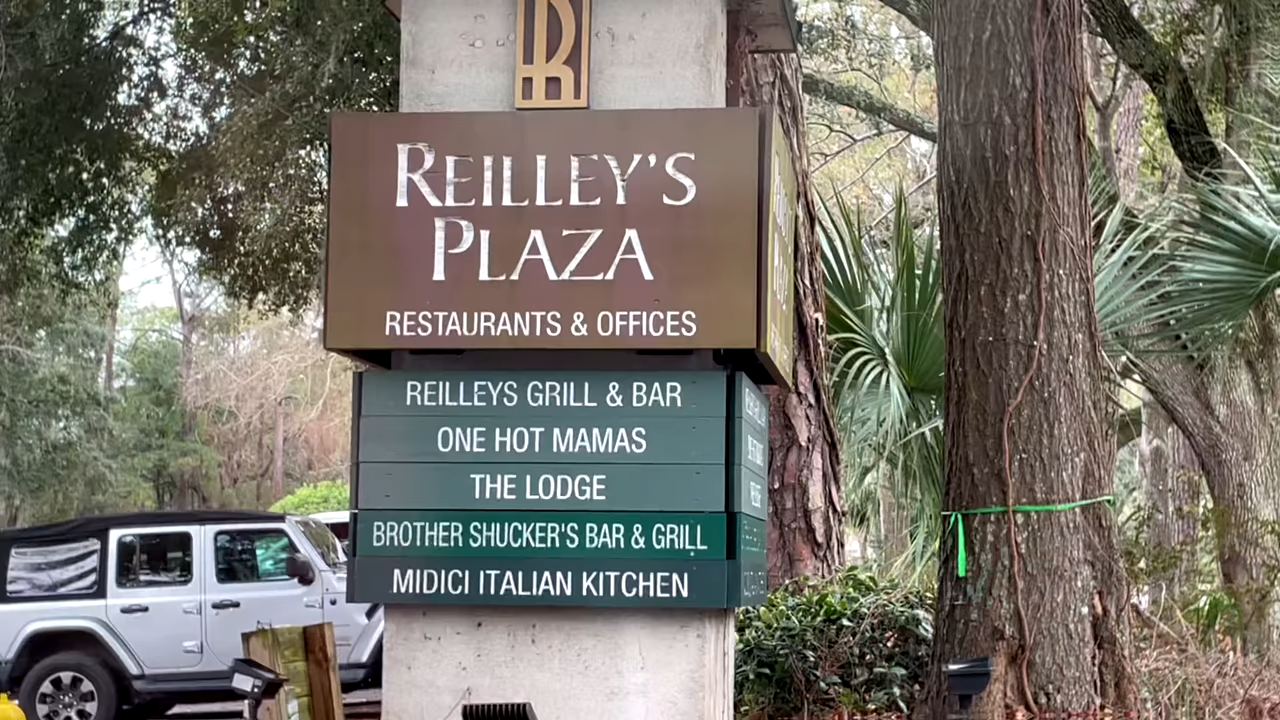 REILLEY'S
PLAZA
RESTAURANTS & OFFICES
REILLEYS GRILL & BAR
ONE HOT MAMAS
THE LODGE
BROTHER SHUCKER'S BAR & GRILL
MIDICI ITALIAN KITCHEN